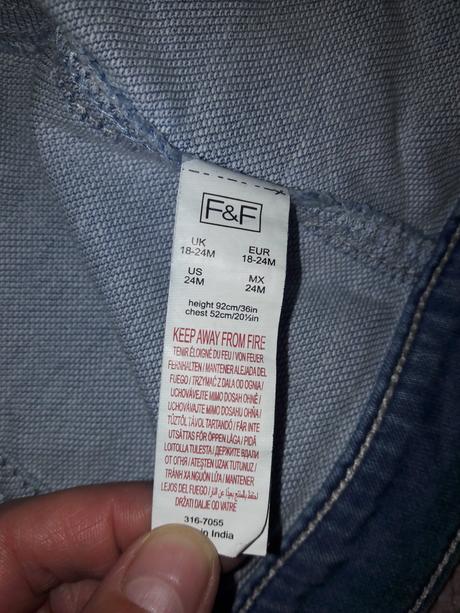 F&F
UK EUR
18-24M 18-24M
US MX
24M 24M
height 92cm/36in
chest 52cm/20½in
KEEP AWAY FROM FIRE
TENIR ÉLOIGNÉ DU FEU / VON FEUER
FERNHALTEN / MANTENER ALEJADA DEL
FUEGO / TRZYMAĆ Z DALA OD OGNIA /
UCHOVÁVEJTE MIMO DOSAH OHNĚ /
UCHOVÁVAJTE MIMO DOSAHU OHŇA /
TŰZTŐL TÁVOL TARTANDÓ / FÅR INTE
UTSÄTTAS FÖR ÖPPEN LÅGA / PIDÄ
LOITOLLA TULESTA / ДЕРЖИТЕ ВДАЛИ
ОТ ОГНЯ / ATEŞTEN UZAK TUTUNUZ /
TRÁNH XA NGUỒN LỬA / MANTENER
LEJOS DEL FUEGO /
DRŽATI DALJE OD VATRE
316-7055
in India